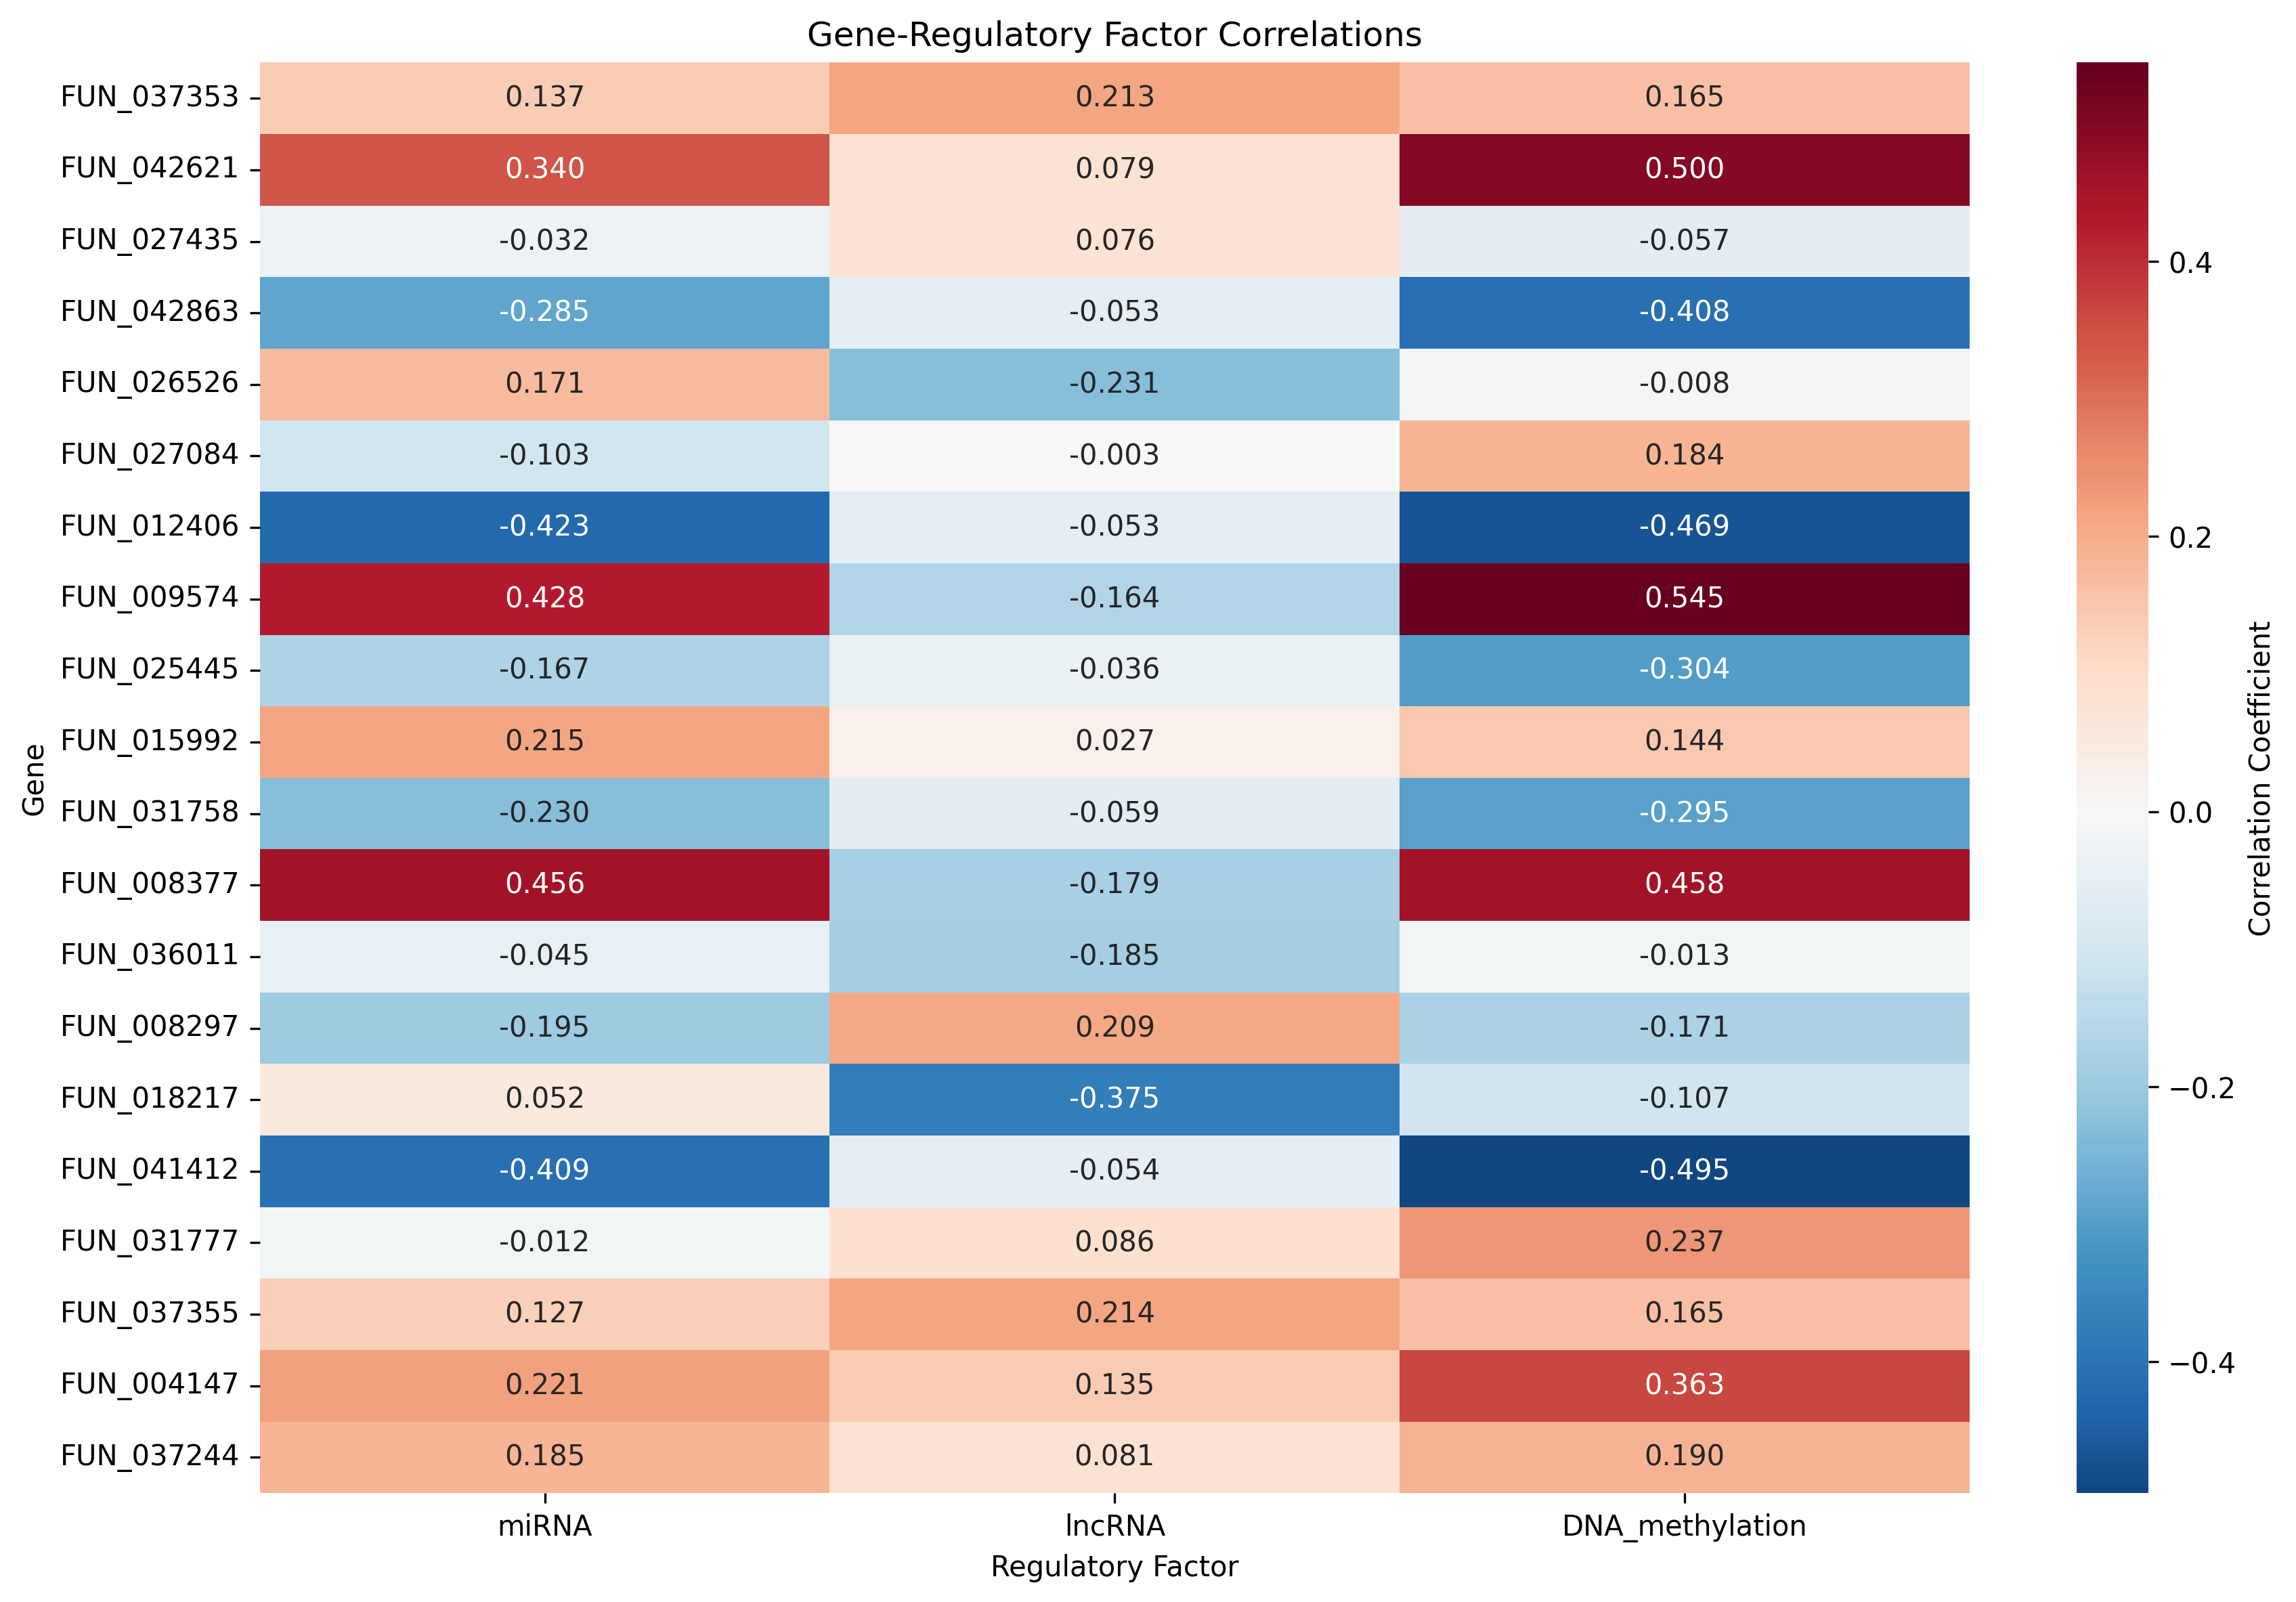 Gene-Regulatory Factor Correlations
FUN_037353 0.137 0.213 0.165
FUN_042621 0.340 0.079 0.500
FUN_027435 -0.032 0.076 -0.057
FUN_042863 -0.285 -0.053 -0.408
FUN_026526 0.171 -0.231 -0.008
FUN_027084 -0.103 -0.003 0.184
FUN_012406 -0.423 -0.053 -0.469
FUN_009574 0.428 -0.164 0.545
FUN_025445 -0.167 -0.036 -0.304
FUN_015992 0.215 0.027 0.144
FUN_031758 -0.230 -0.059 -0.295
FUN_008377 0.456 -0.179 0.458
FUN_036011 -0.045 -0.185 -0.013
FUN_008297 -0.195 0.209 -0.171
FUN_018217 0.052 -0.375 -0.107
FUN_041412 -0.409 -0.054 -0.495
FUN_031777 -0.012 0.086 0.237
FUN_037355 0.127 0.214 0.165
FUN_004147 0.221 0.135 0.363
FUN_037244 0.185 0.081 0.190
miRNA lncRNA DNA_methylation
Regulatory Factor
Gene
0.4
0.2
0.0
−0.2
−0.4
Correlation Coefficient